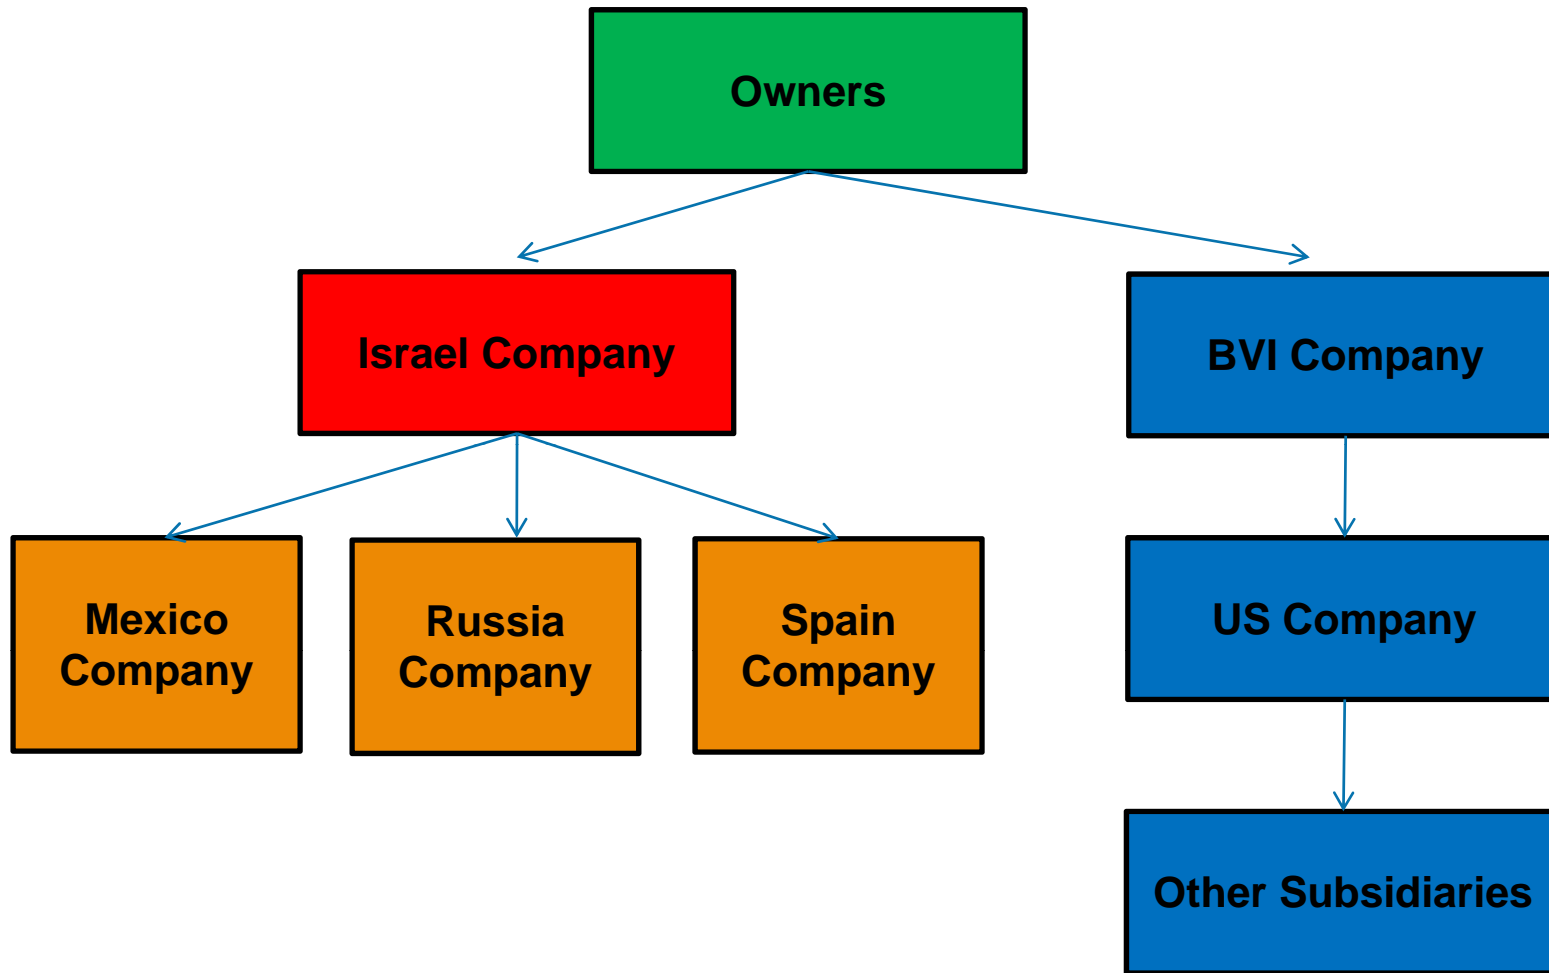 Owners
Israel Company
BVI Company
Mexico
Company
Russia
Company
Spain
Company
US Company
Other Subsidiaries